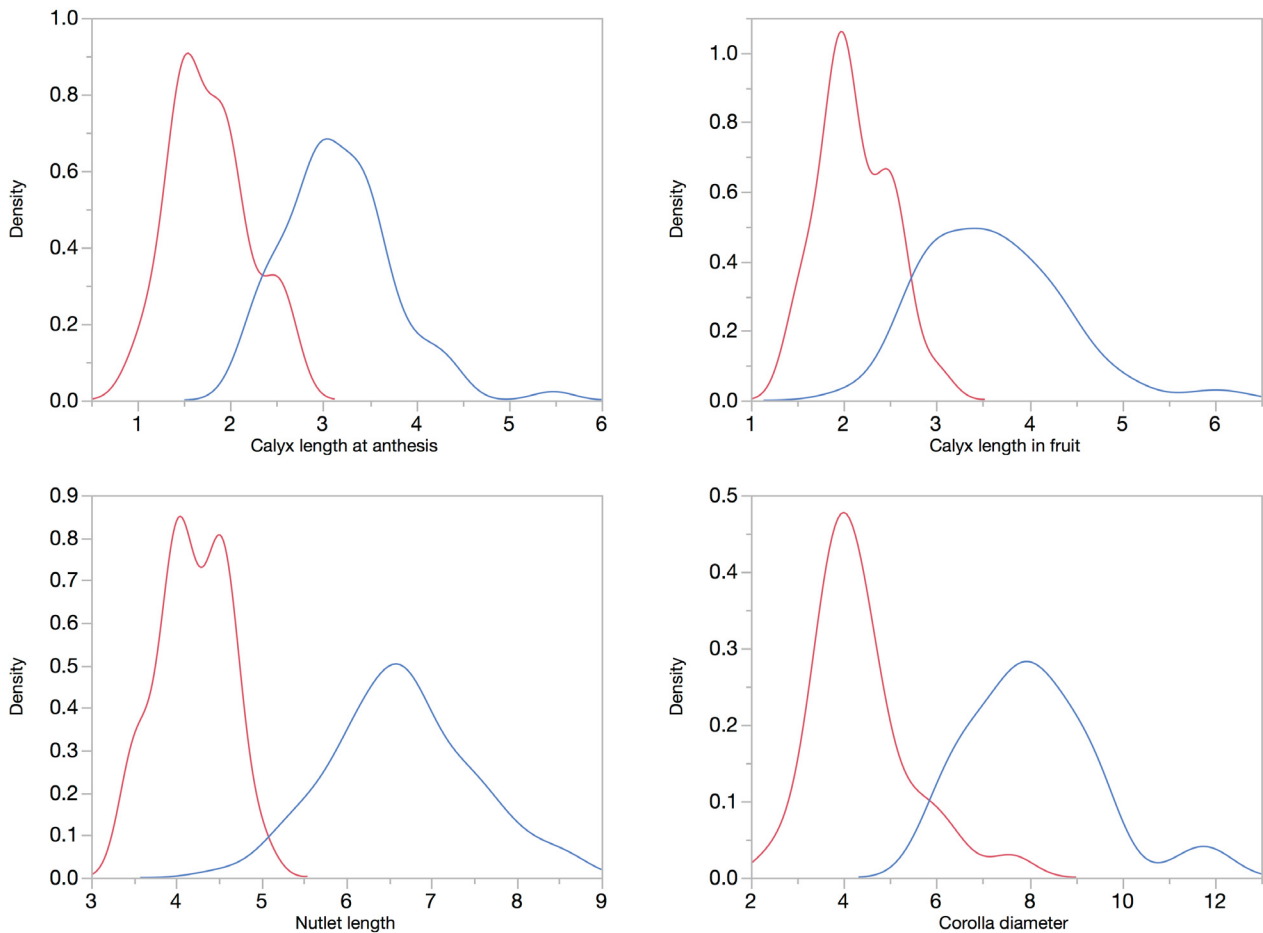 1.0
0.8
0.6
0.4
0.2
0.0
Density
1 2 3 4 5 6
Calyx length at anthesis
1.0
0.8
0.6
0.4
0.2
0.0
Density
1 2 3 4 5 6
Calyx length in fruit
0.9
0.8
0.7
0.6
0.5
0.4
0.3
0.2
0.1
0.0
Density
3 4 5 6 7 8 9
Nutlet length
0.5
0.4
0.3
0.2
0.1
0.0
Density
2 4 6 8 10 12
Corolla diameter